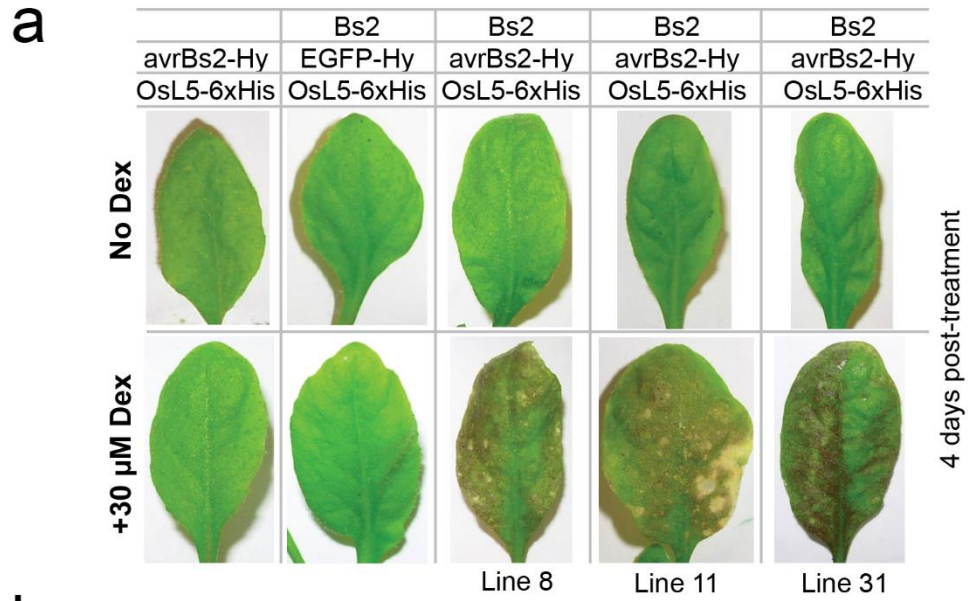 a
Bs2 Bs2 Bs2 Bs2
avrBs2-Hy EGFP-Hy avrBs2-Hy avrBs2-Hy avrBs2-Hy
OsL5-6xHis OsL5-6xHis OsL5-6xHis OsL5-6xHis OsL5-6xHis
No Dex
+30 µM Dex
4 days post-treatment
Line 8 Line 11 Line 31